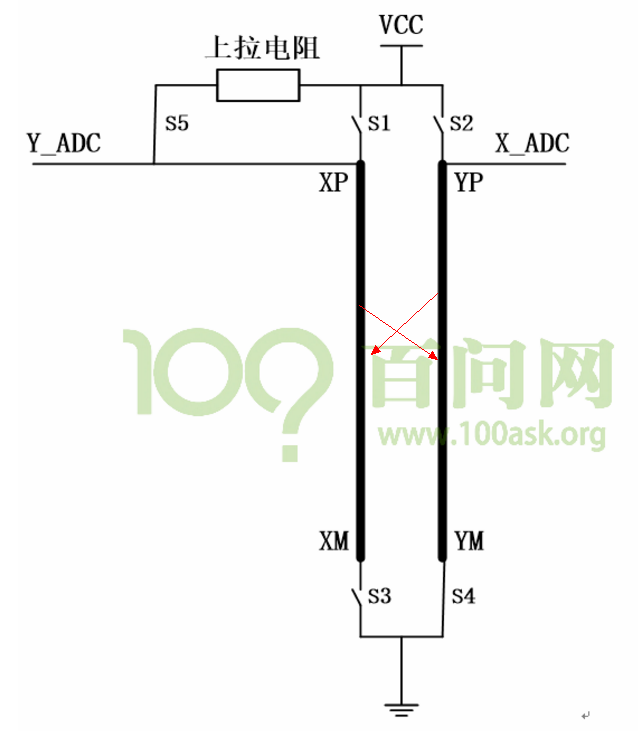 VCC
上拉电阻
S5
S1
S2
Y_ADC
X_ADC
XP
YP
100?百问网
www.100ask.org
XM
YM
S3
S4